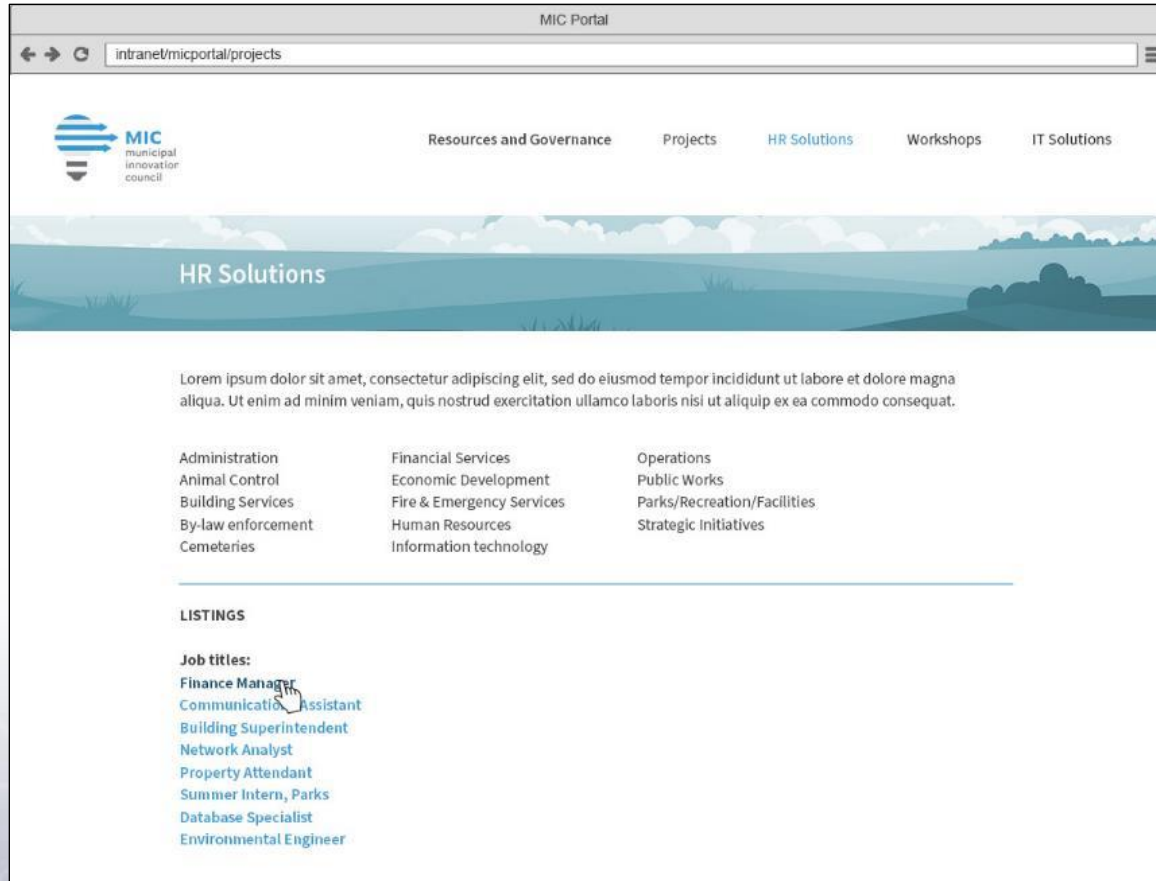 MIC Portal
intranet/micportal/projects
MIC
municipal
innovation
council
Resources and Governance Projects HR Solutions Workshops IT Solutions
HR Solutions
Lorem ipsum dolor sit amet, consectetur adipiscing elit, sed do eiusmod tempor incididunt ut labore et dolore magna
aliqua. Ut enim ad minim veniam, quis nostrud exercitation ullamco laboris nisi ut aliquip ex ea commodo consequat.
Administration Financial Services Operations
Animal Control Economic Development Public Works
Building Services Fire & Emergency Services Parks/Recreation/Facilities
By-law enforcement Human Resources Strategic Initiatives
Cemeteries Information technology
LISTINGS
Job titles:
Finance Manager
Communications Assistant
Building Superintendent
Network Analyst
Property Attendant
Summer Intern, Parks
Database Specialist
Environmental Engineer